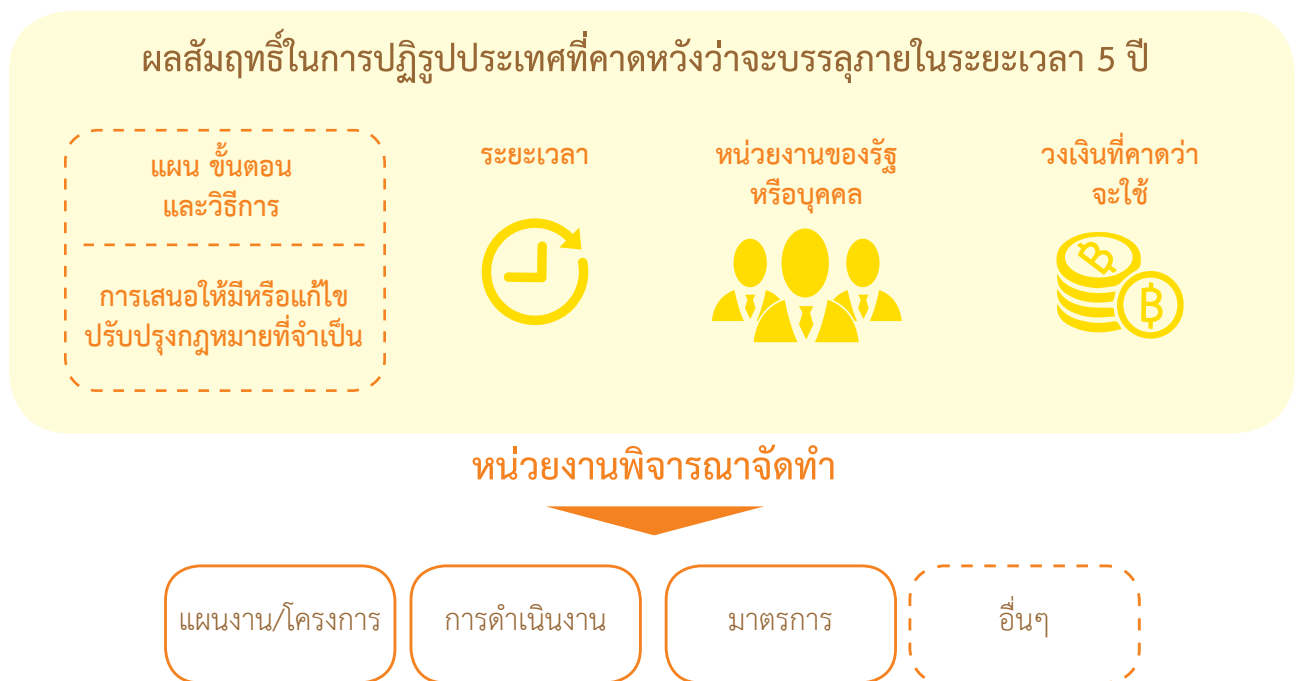 ผลสัมฤทธิ์ในการปฏิรูปประเทศที่คาดหวังว่าจะบรรลุภายในระยะเวลา 5 ปี
แผน ขั้นตอน
และวิธีการ
การเสนอให้มีหรือแก้ไข
ปรับปรุงกฎหมายที่จำเป็น
ระยะเวลา
หน่วยงานของรัฐ
หรือบุคคล
วงเงินที่คาดว่า
จะใช้
หน่วยงานพิจารณาจัดทำ
แผนงาน/โครงการ
การดำเนินงาน
มาตรการ
อื่นๆ